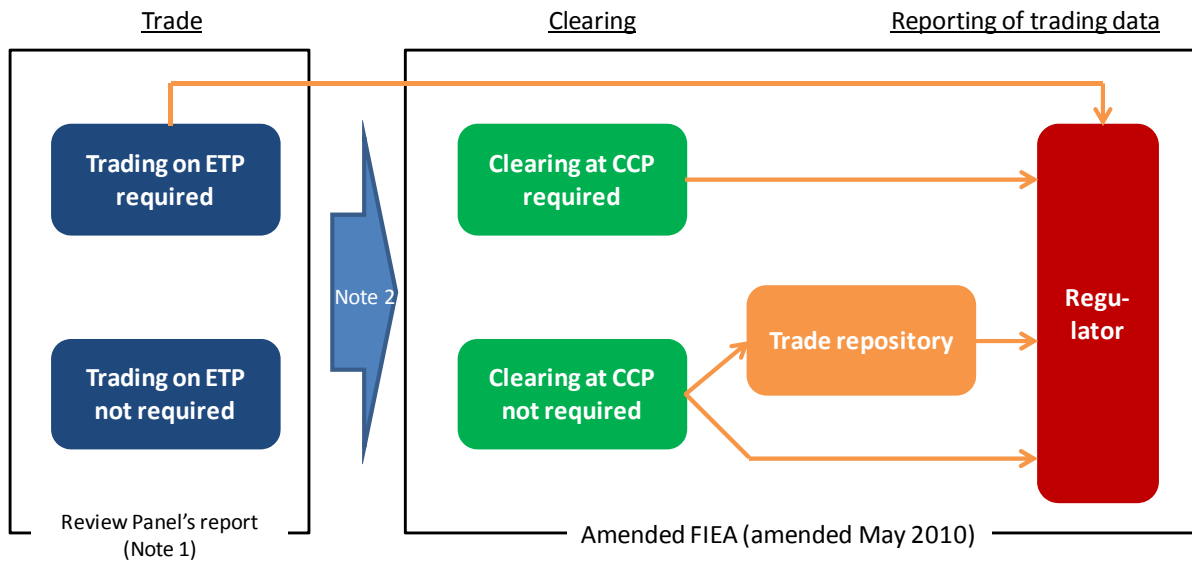 Trade
Clearing
Reporting of trading data
Trading on ETP
required
Clearing at CCP
required
Note 2
Trade repository
Regu-
lator
Trading on ETP
not required
Clearing at CCP
not required
Review Panel's report
(Note 1)
Amended FIEA (amended May 2010)